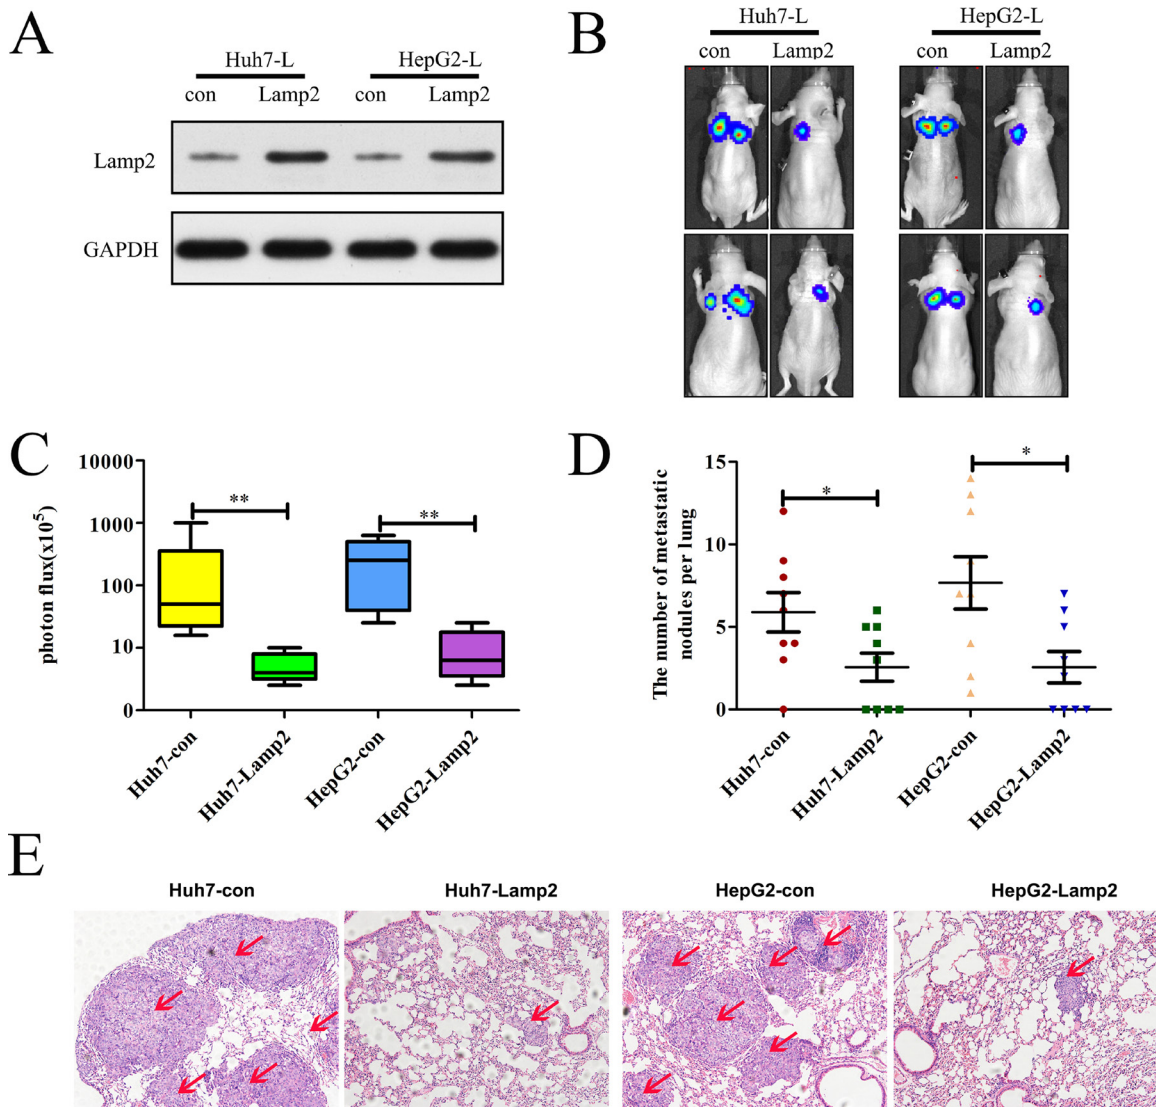 A
Huh7-L HepG2-L
con Lamp2 con Lamp2
Lamp2
GAPDH
B
Huh7-L HepG2-L
con Lamp2 con Lamp2
C
photon flux(x10⁵)
10000
1000
100
10
0
** **
Huh7-con
Huh7-Lamp2
HepG2-con
HepG2-Lamp2
D
The number of metastatic
nodules per lung
15
10
5
0
* *
Huh7-con
Huh7-Lamp2
HepG2-con
HepG2-Lamp2
E
Huh7-con Huh7-Lamp2 HepG2-con HepG2-Lamp2